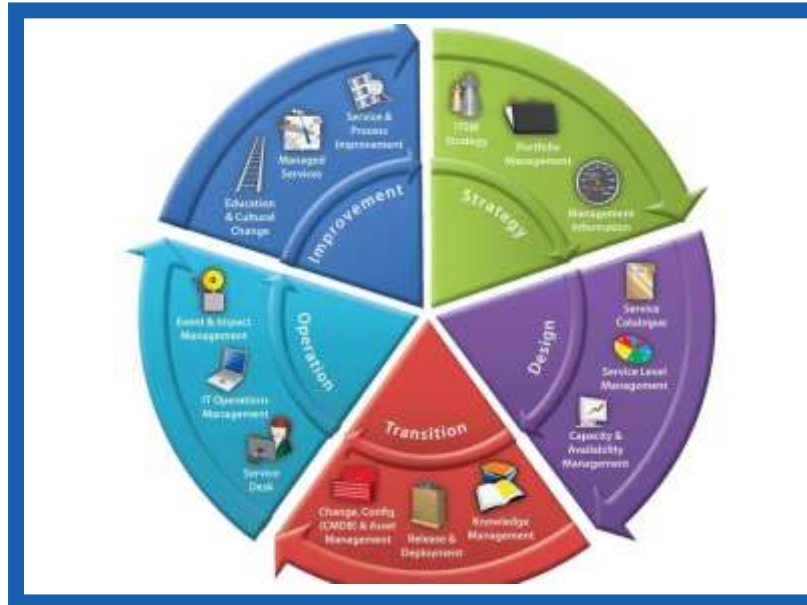 ITSM
Strategy
Portfolio
Management
Management
Information
Strategy
Service
Catalogue
Service Level
Management
Capacity &
Availability
Management
Design
Transition
Knowledge
Management
Release &
Deployment
Change, Config
(CMDB) & Asset
Management
Operation
Service
Desk
IT Operations
Management
Event & Impact
Management
Improvement
Education
& Cultural
Change
Managed
Services
Service &
Process
Improvement